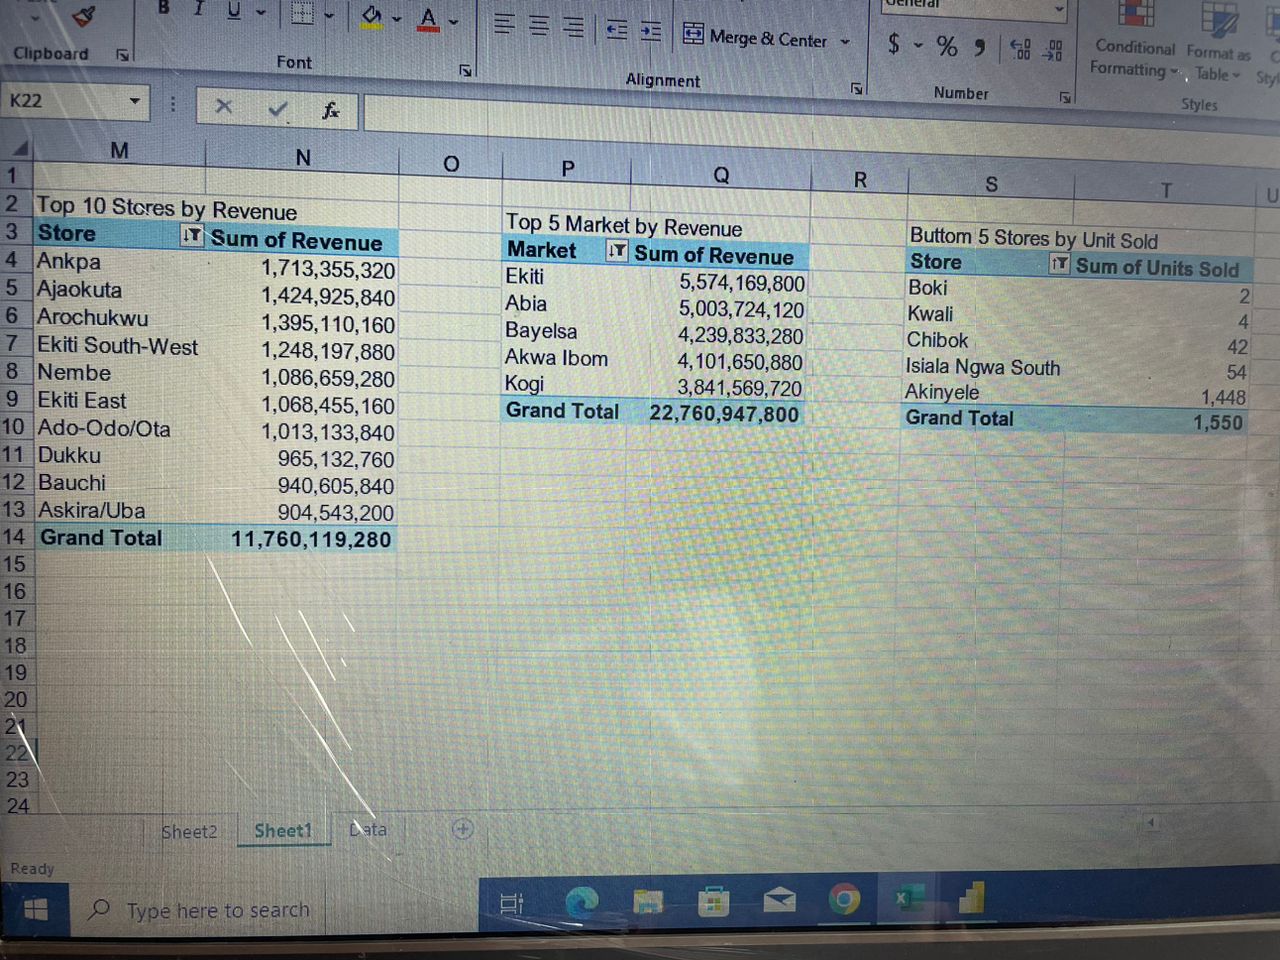 B I U A
General
Merge & Center
$ % 9
Conditional Formatting
Format as Table
Clipboard
Font
Alignment
Number
Styles
K22
fx
M N O P Q R S T U
1
2 Top 10 Stores by Revenue Top 5 Market by Revenue Buttom 5 Stores by Unit Sold
3 Store Sum of Revenue Market Sum of Revenue Store Sum of Units Sold
4 Ankpa 1,713,355,320 Ekiti 5,574,169,800 Boki 2
5 Ajaokuta 1,424,925,840 Abia 5,003,724,120 Kwali 4
6 Arochukwu 1,395,110,160 Bayelsa 4,239,833,280 Chibok 42
7 Ekiti South-West 1,248,197,880 Akwa Ibom 4,101,650,880 Isiala Ngwa South 54
8 Nembe 1,086,659,280 Kogi 3,841,569,720 Akinyele 1,448
9 Ekiti East 1,068,455,160 Grand Total 22,760,947,800 Grand Total 1,550
10 Ado-Odo/Ota 1,013,133,840
11 Dukku 965,132,760
12 Bauchi 940,605,840
13 Askira/Uba 904,543,200
14 Grand Total 11,760,119,280
15
16
17
18
19
20
21
22
23
24
Sheet2 Sheet1 Data
Ready
Type here to search